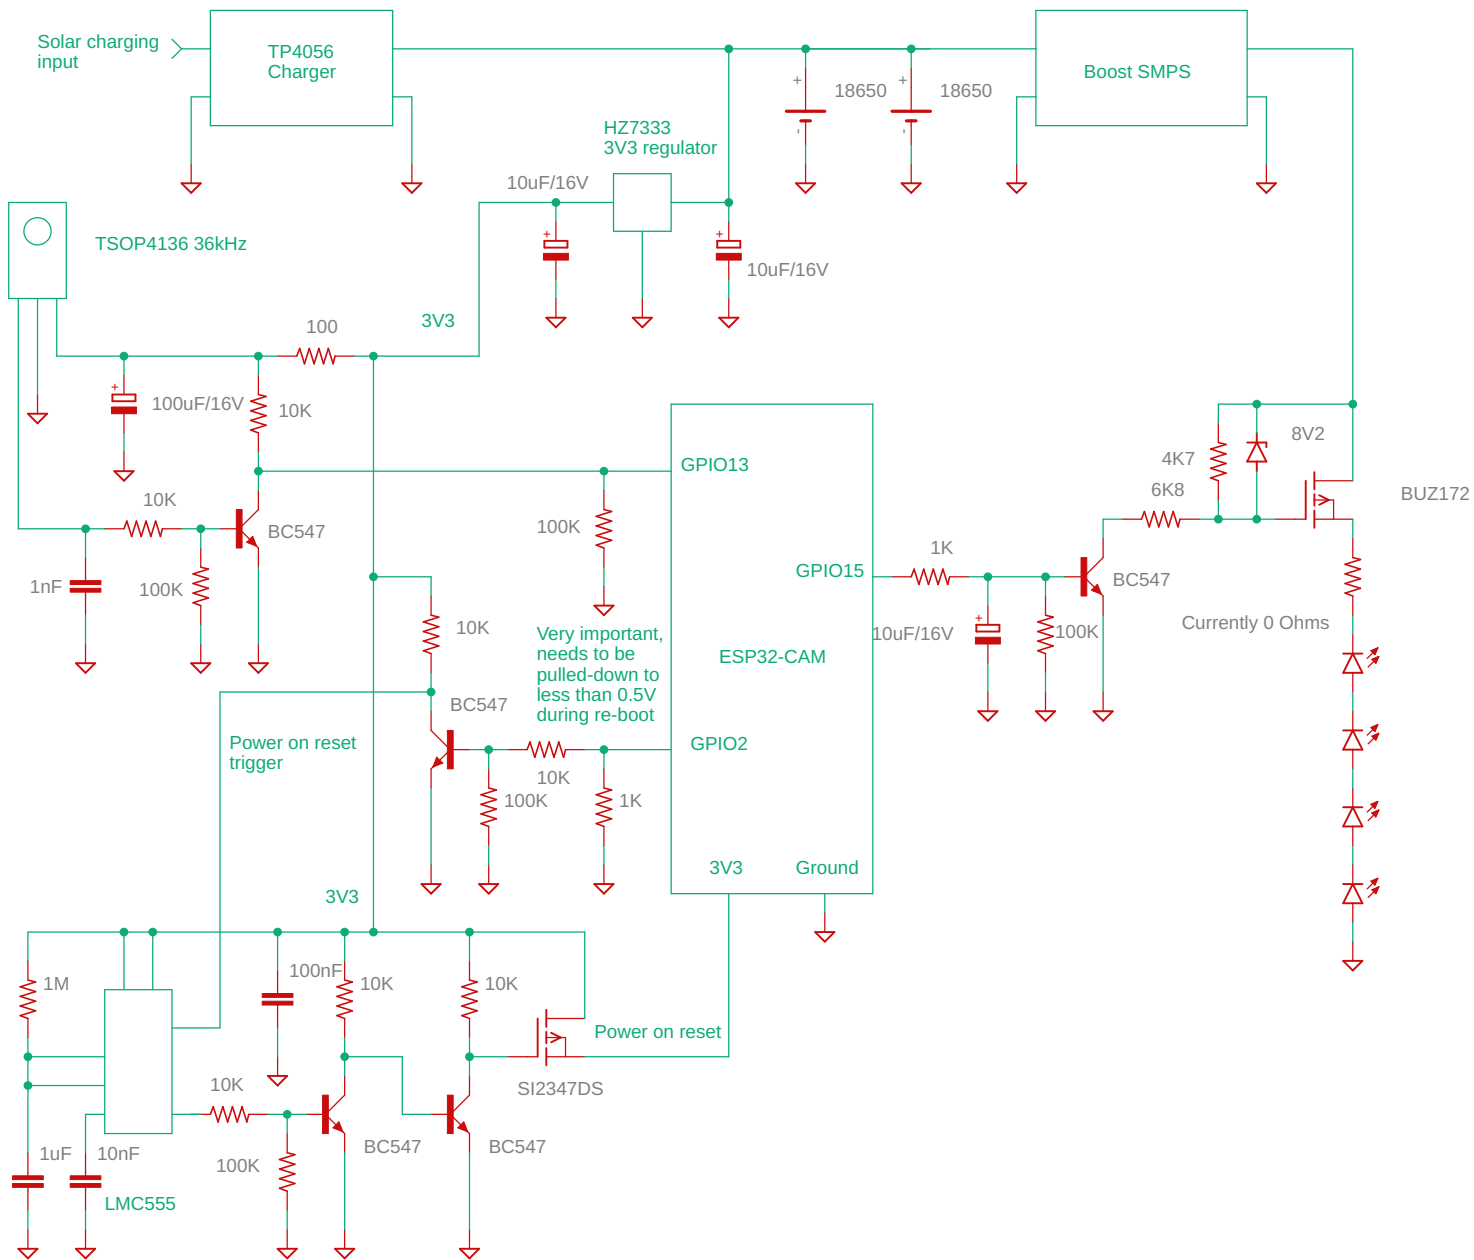 Solar charging
input
TP4056
Charger
+
18650
-
+
18650
-
Boost SMPS
HZ7333
3V3 regulator
10uF/16V
+
+
10uF/16V
TSOP4136 36kHz
100
3V3
+
100uF/16V
10K
8V2
4K7
6K8
BUZ172
GPIO13
10K
BC547
100K
1nF
100K
1K
GPIO15
BC547
+
10uF/16V
100K
Currently 0 Ohms
10K
Very important,
needs to be
pulled-down to
less than 0.5V
during re-boot
ESP32-CAM
BC547
Power on reset
trigger
GPIO2
10K
100K
1K
3V3
Ground
3V3
1M
100nF
10K
10K
Power on reset
SI2347DS
10K
BC547
BC547
1uF
10nF
100K
LMC555